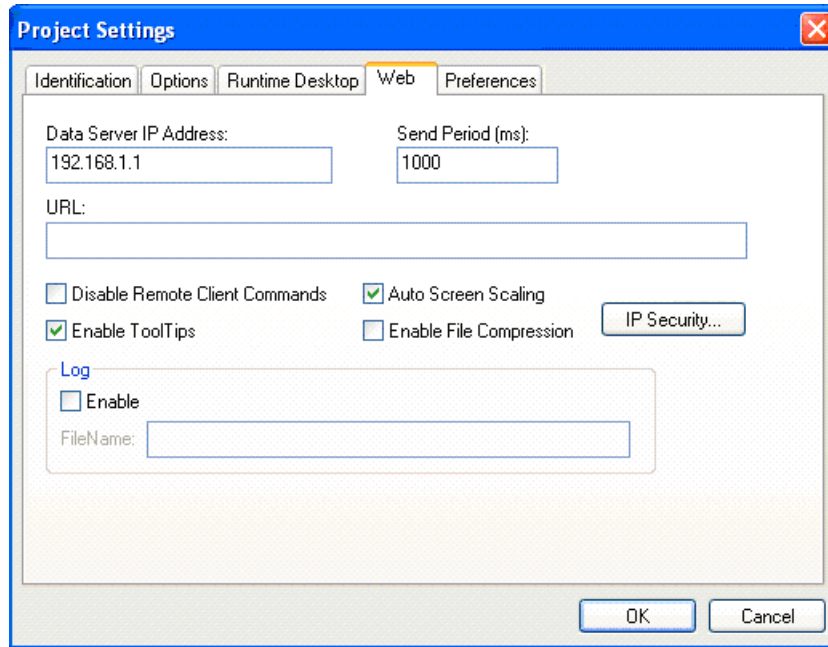 Project Settings
Identification Options Runtime Desktop Web Preferences
Data Server IP Address: Send Period (ms):
192.168.1.1 1000
URL:
Disable Remote Client Commands Auto Screen Scaling
Enable ToolTips Enable File Compression IP Security...
Log
Enable
FileName:
OK Cancel